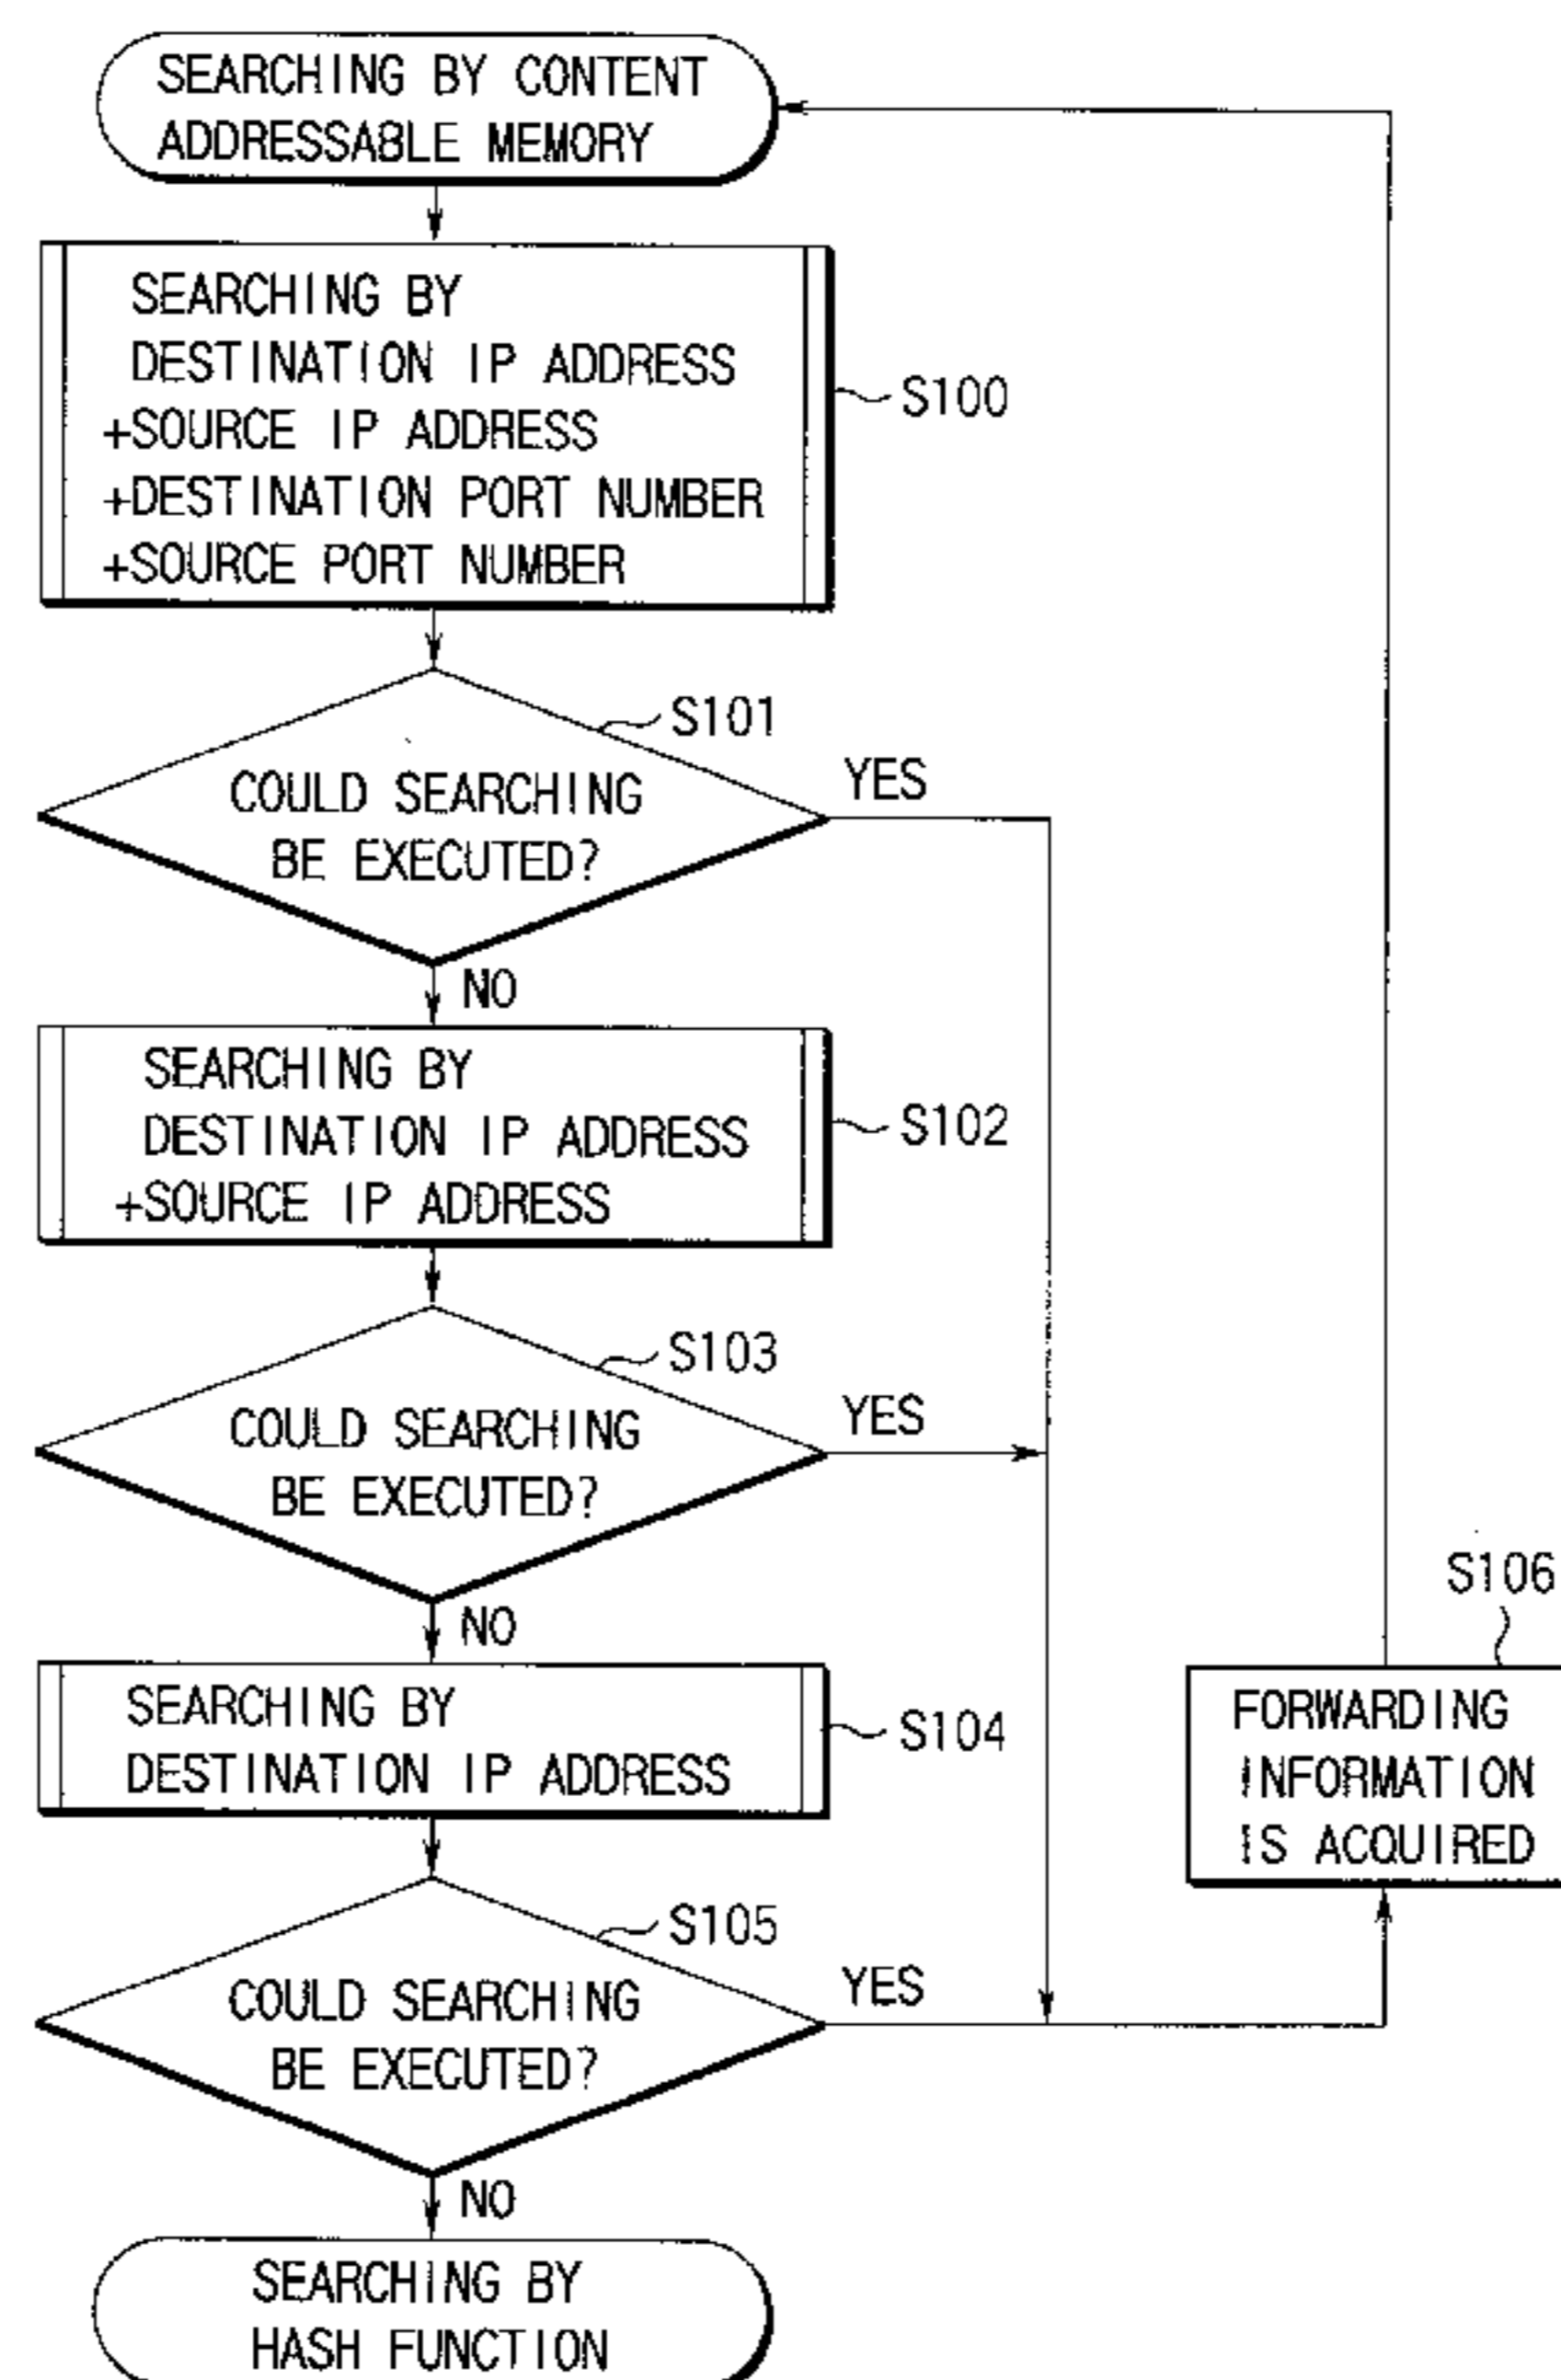 SEARCHING BY CONTENT
ADDRESSABLE MEMORY
SEARCHING BY
DESTINATION IP ADDRESS
+SOURCE IP ADDRESS
+DESTINATION PORT NUMBER
+SOURCE PORT NUMBER
S100
S101
COULD SEARCHING
BE EXECUTED?
YES
NO
SEARCHING BY
DESTINATION IP ADDRESS
+SOURCE IP ADDRESS
S102
S103
COULD SEARCHING
BE EXECUTED?
YES
NO
SEARCHING BY
DESTINATION IP ADDRESS
S104
S106
FORWARDING
INFORMATION
IS ACQUIRED
S105
COULD SEARCHING
BE EXECUTED?
YES
NO
SEARCHING BY
HASH FUNCTION